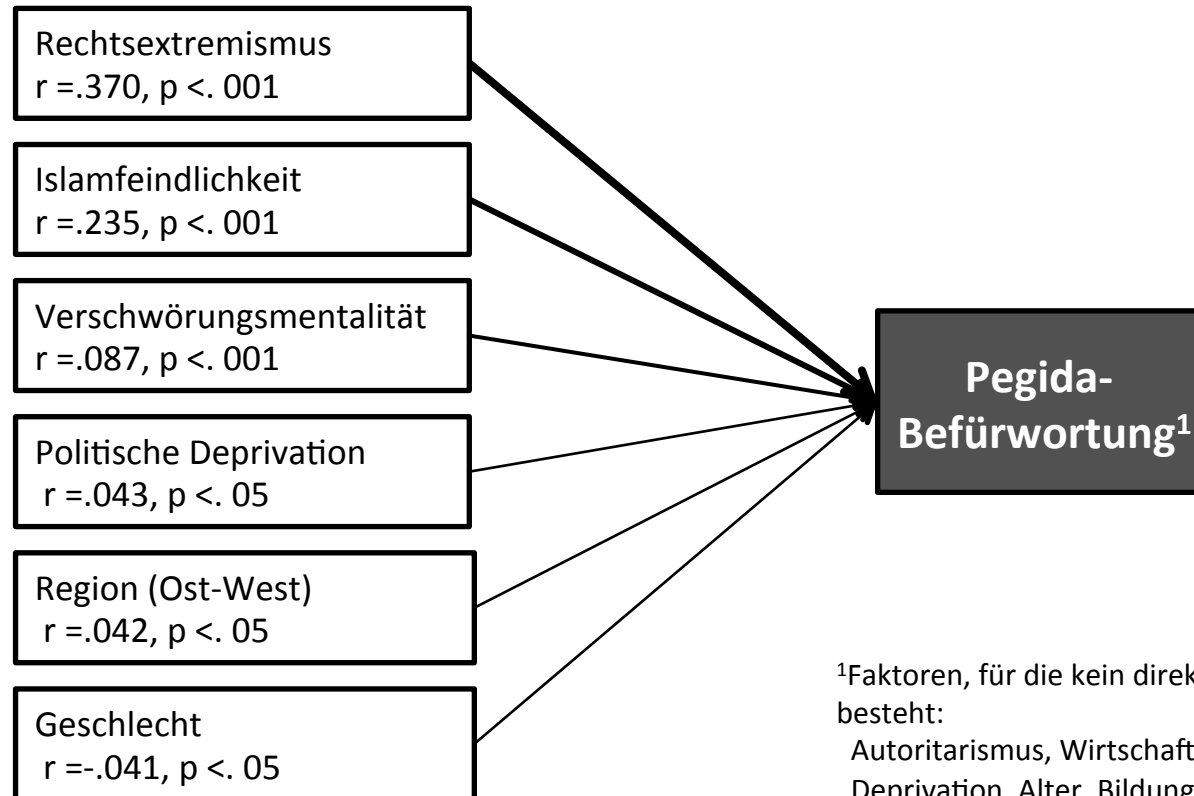 Rechtsextremismus
r =.370, p <. 001
Islamfeindlichkeit
r =.235, p <. 001
Verschwörungsmentalität
r =.087, p <. 001
Politische Deprivation
r =.043, p <. 05
Region (Ost-West)
r =.042, p <. 05
Geschlecht
r =-.041, p <. 05
Pegida-
Befürwortung¹
¹Faktoren, für die kein direk
besteht:
Autoritarismus, Wirtschaft
Deprivation, Alter, Bildung